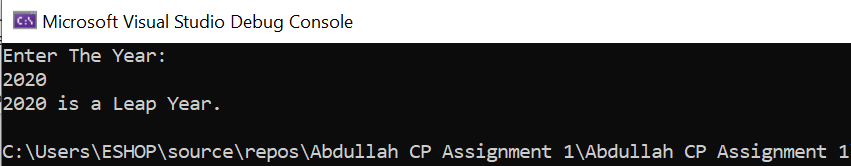 Microsoft Visual Studio Debug Console
Enter The Year:
2020
2020 is a Leap Year.
C:\Users\ESHOP\source\repos\Abdullah CP Assignment 1\Abdullah CP Assignment 1